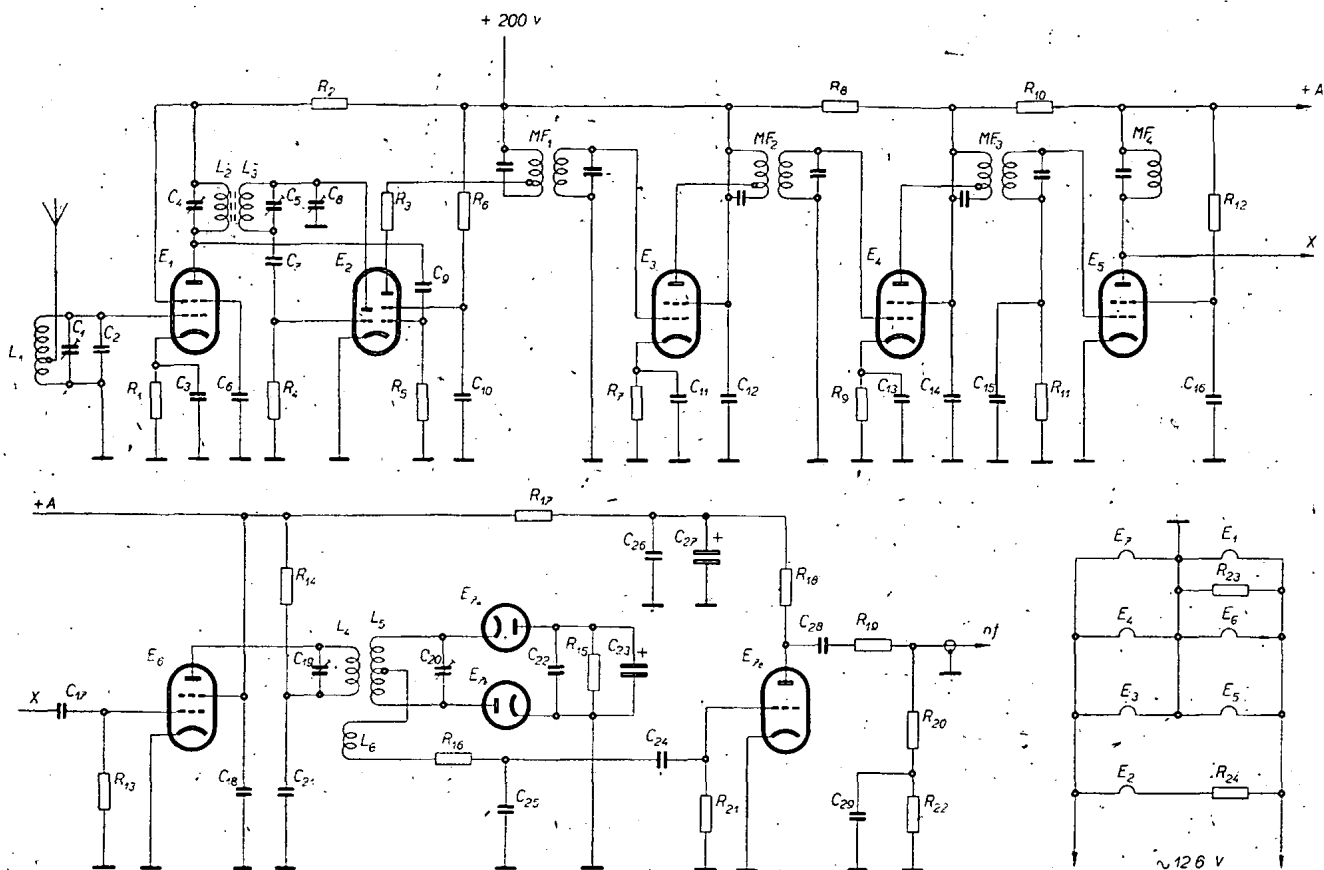 + 200 v
R2
R8
R10
+ A
MF1
MF2
MF3
MF4
L2 L3
C4
C5
C8
R3
R6
R12
E1
C7
E2
C9
E3
E4
E5
X
L1
C1
C2
R1
C3
C6
R4
R5
C10
R7
C11
C12
R9
C13
C14
C15
R11
C16
+A
R17
C26
C27
+
R14
R18
E7
E1
R23
L4
L5
C28
R19
nf
E4
E6
C19
C20
C22
R15
C23
+
E6
X
C17
E3
E5
L6
R16
C24
R20
R13
C18
C21
C25
R21
C29
R22
E2
R24
~ 12 6 V